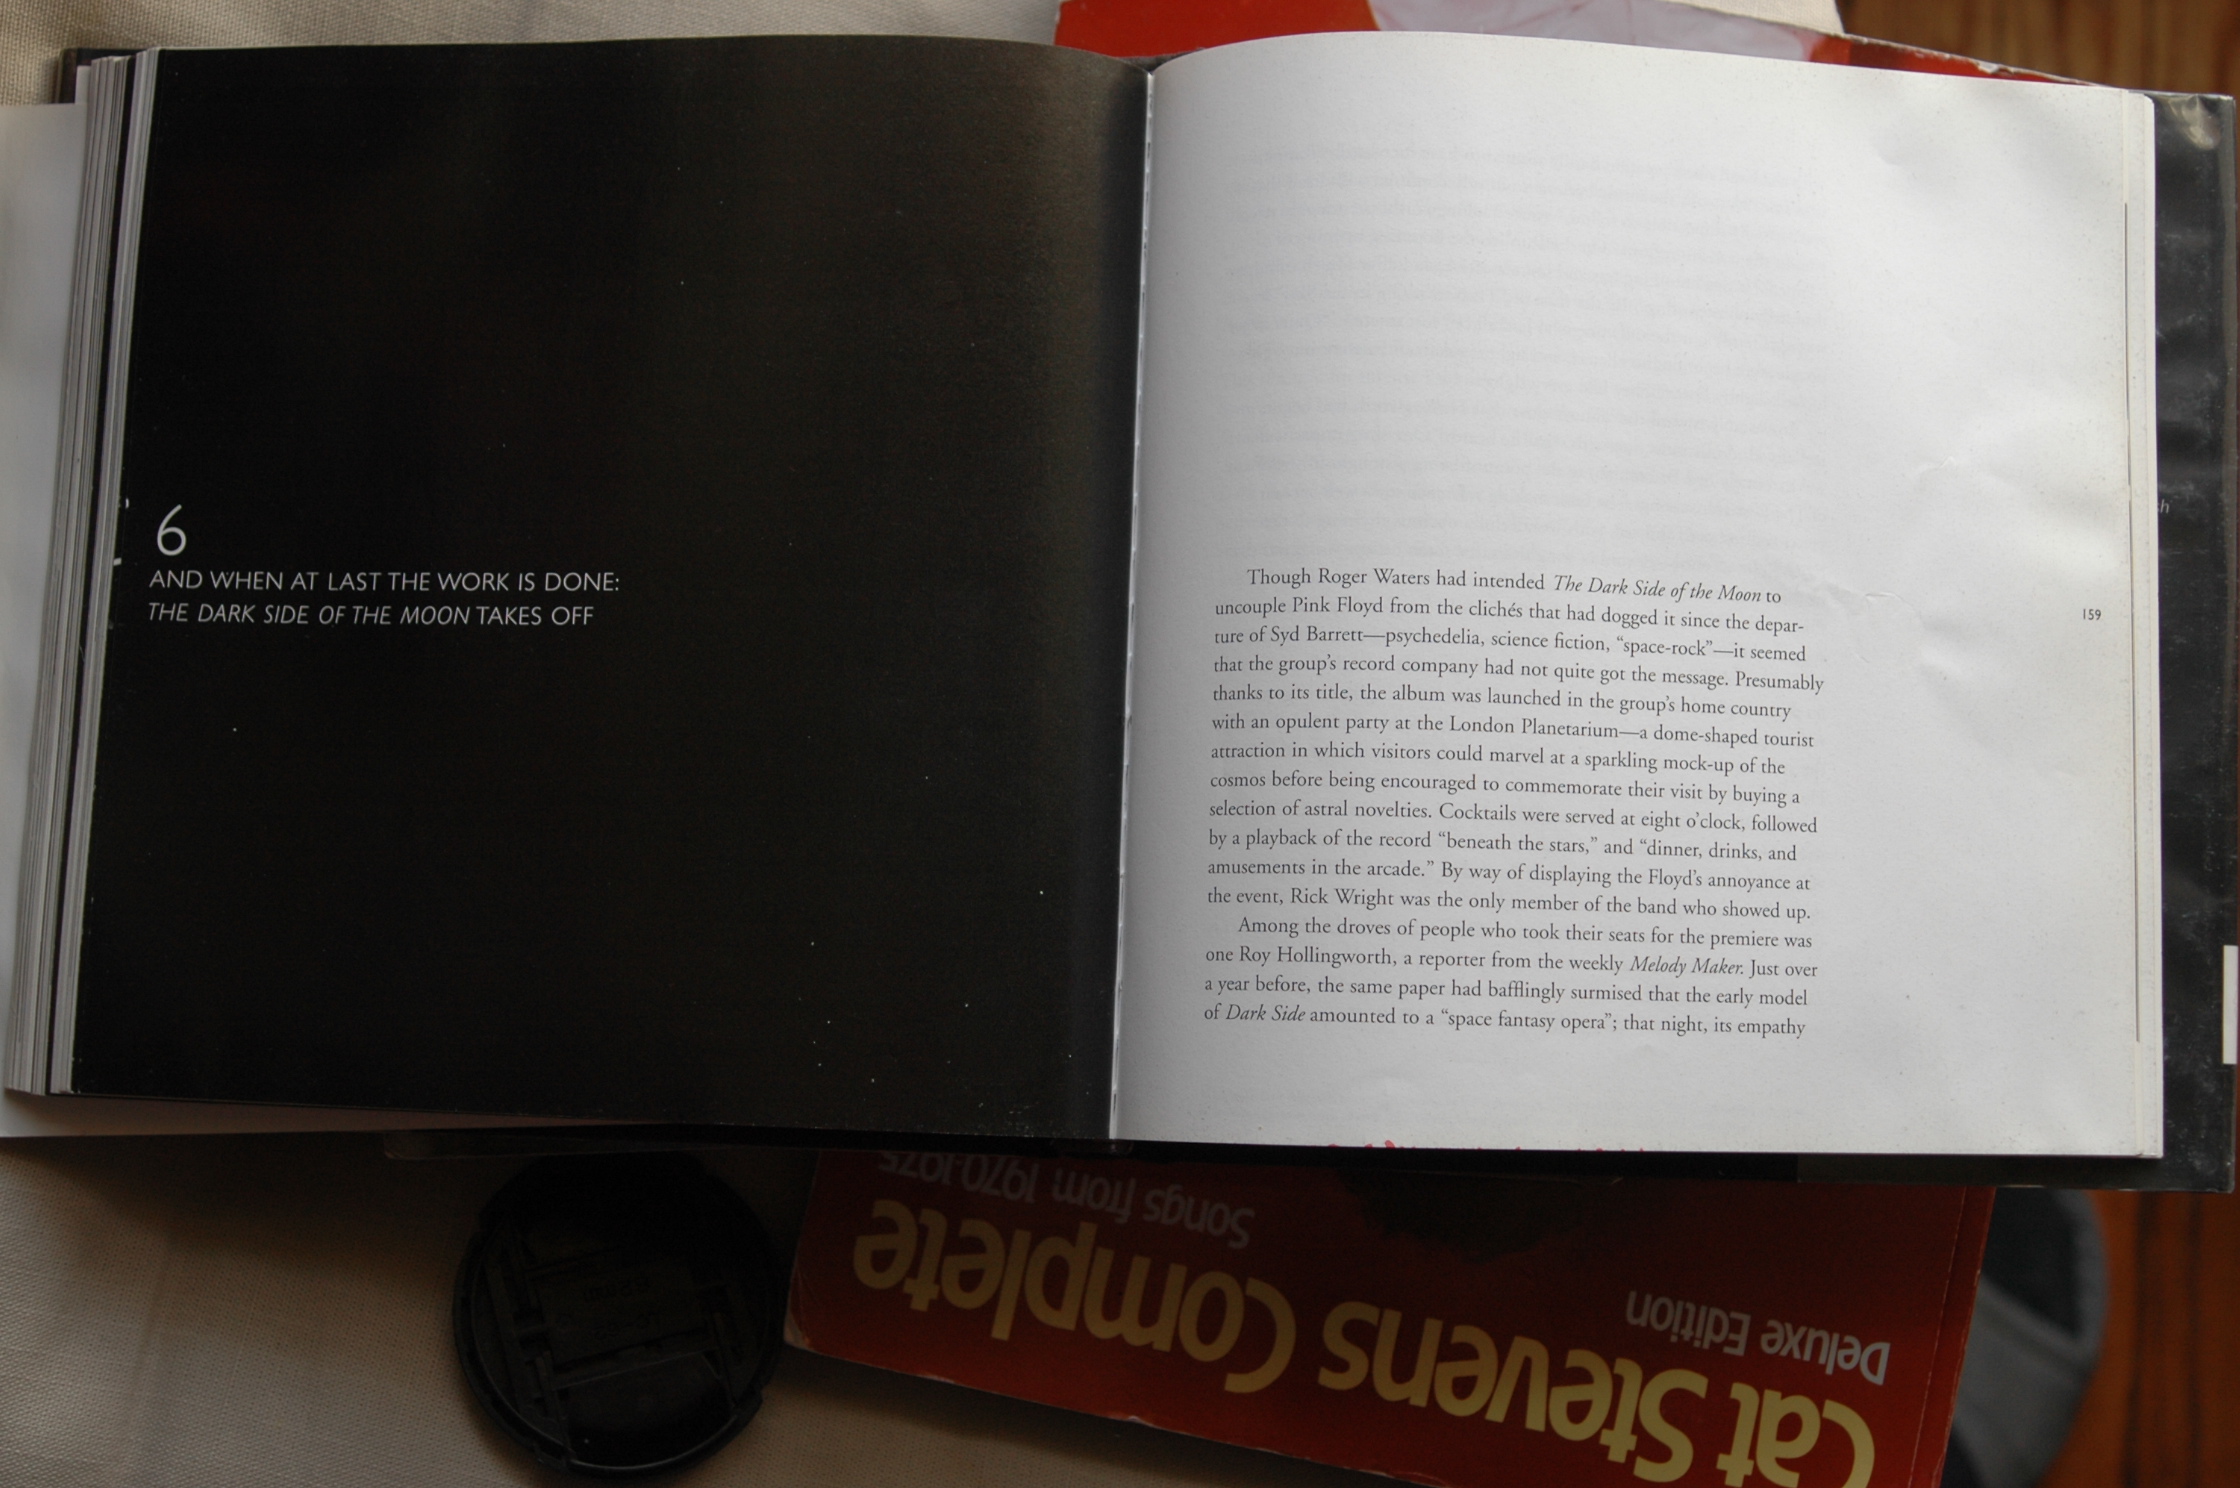 6
AND WHEN AT LAST THE WORK IS DONE:
THE DARK SIDE OF THE MOON TAKES OFF
Though Roger Waters had intended The Dark Side of the Moon to
uncouple Pink Floyd from the clichés that had dogged it since the depar-
ture of Syd Barrett—psychedelia, science fiction, “space-rock”—it seemed
that the group’s record company had not quite got the message. Presumably
thanks to its title, the album was launched in the group’s home country
with an opulent party at the London Planetarium—a dome-shaped tourist
attraction in which visitors could marvel at a sparkling mock-up of the
cosmos before being encouraged to commemorate their visit by buying a
selection of astral novelties. Cocktails were served at eight o’clock, followed
by a playback of the record “beneath the stars,” and “dinner, drinks, and
amusements in the arcade.” By way of displaying the Floyd’s annoyance at
the event, Rick Wright was the only member of the band who showed up.
Among the droves of people who took their seats for the premiere was
one Roy Hollingworth, a reporter from the weekly Melody Maker. Just over
a year before, the same paper had bafflingly surmised that the early model
of Dark Side amounted to a “space fantasy opera”; that night, its empathy
159
Cat Stevens Complete
Deluxe Edition
Songs from 1970-1975